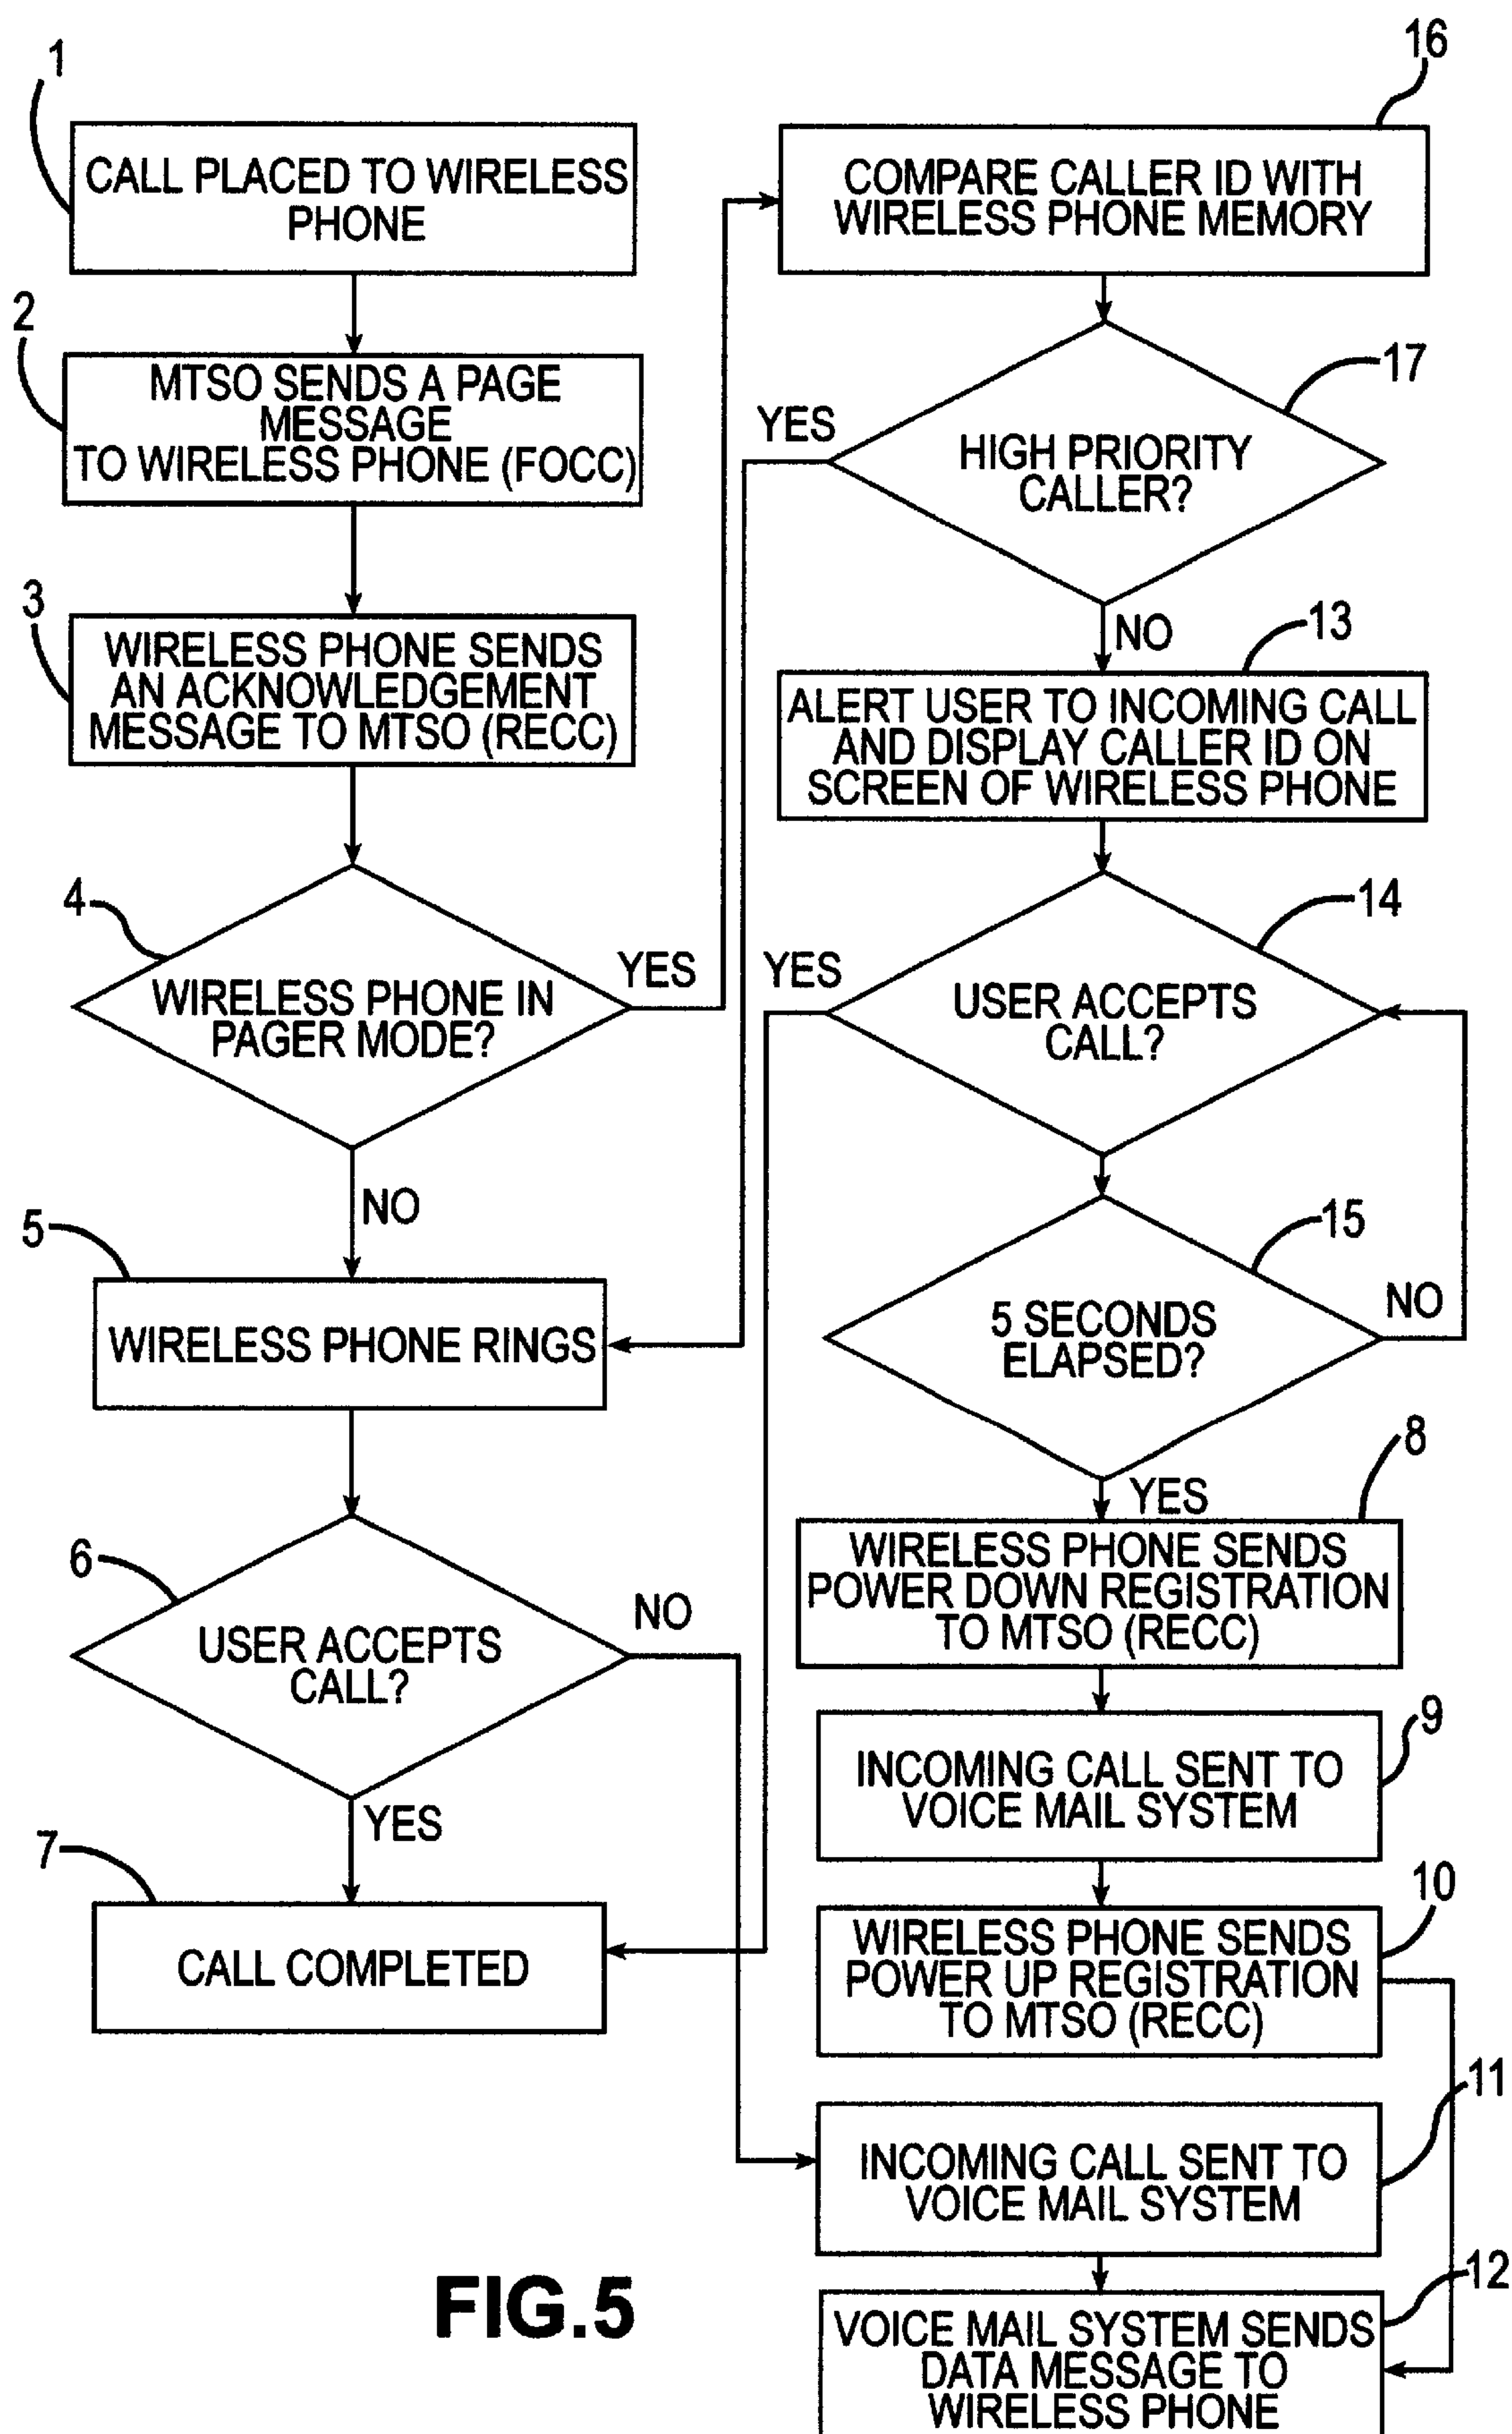 1
CALL PLACED TO WIRELESS
PHONE
2
MTSO SENDS A PAGE
MESSAGE
TO WIRELESS PHONE (FOCC)
3
WIRELESS PHONE SENDS
AN ACKNOWLEDGEMENT
MESSAGE TO MTSO (RECC)
4
WIRELESS PHONE IN
PAGER MODE?
YES
NO
5
WIRELESS PHONE RINGS
6
USER ACCEPTS
CALL?
NO
YES
7
CALL COMPLETED
16
COMPARE CALLER ID WITH
WIRELESS PHONE MEMORY
17
YES
HIGH PRIORITY
CALLER?
NO
13
ALERT USER TO INCOMING CALL
AND DISPLAY CALLER ID ON
SCREEN OF WIRELESS PHONE
14
YES
USER ACCEPTS
CALL?
15
5 SECONDS
ELAPSED?
NO
YES
8
WIRELESS PHONE SENDS
POWER DOWN REGISTRATION
TO MTSO (RECC)
9
INCOMING CALL SENT TO
VOICE MAIL SYSTEM
10
WIRELESS PHONE SENDS
POWER UP REGISTRATION
TO MTSO (RECC)
11
INCOMING CALL SENT TO
VOICE MAIL SYSTEM
12
VOICE MAIL SYSTEM SENDS
DATA MESSAGE TO
WIRELESS PHONE
FIG.5